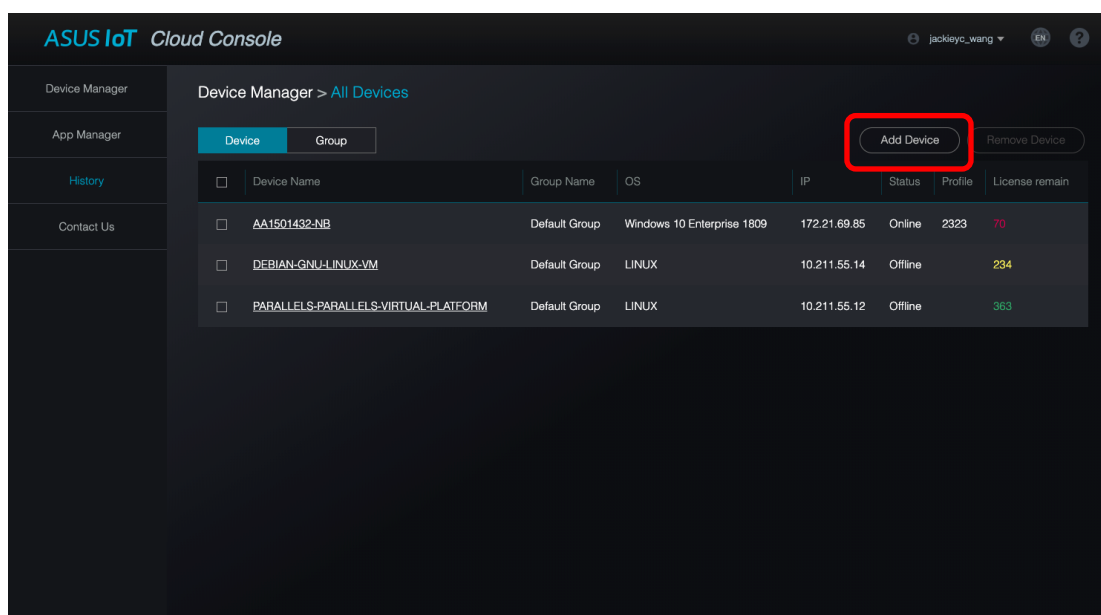 ASUS IoT Cloud Console
jackieyc_wang
EN
?
Device Manager
App Manager
History
Contact Us
Device Manager > All Devices
Device Group
Add Device Remove Device
Device Name Group Name OS IP Status Profile License remain
AA1501432-NB Default Group Windows 10 Enterprise 1809 172.21.69.85 Online 2323 70
DEBIAN-GNU-LINUX-VM Default Group LINUX 10.211.55.14 Offline 234
PARALLELS-PARALLELS-VIRTUAL-PLATFORM Default Group LINUX 10.211.55.12 Offline 363